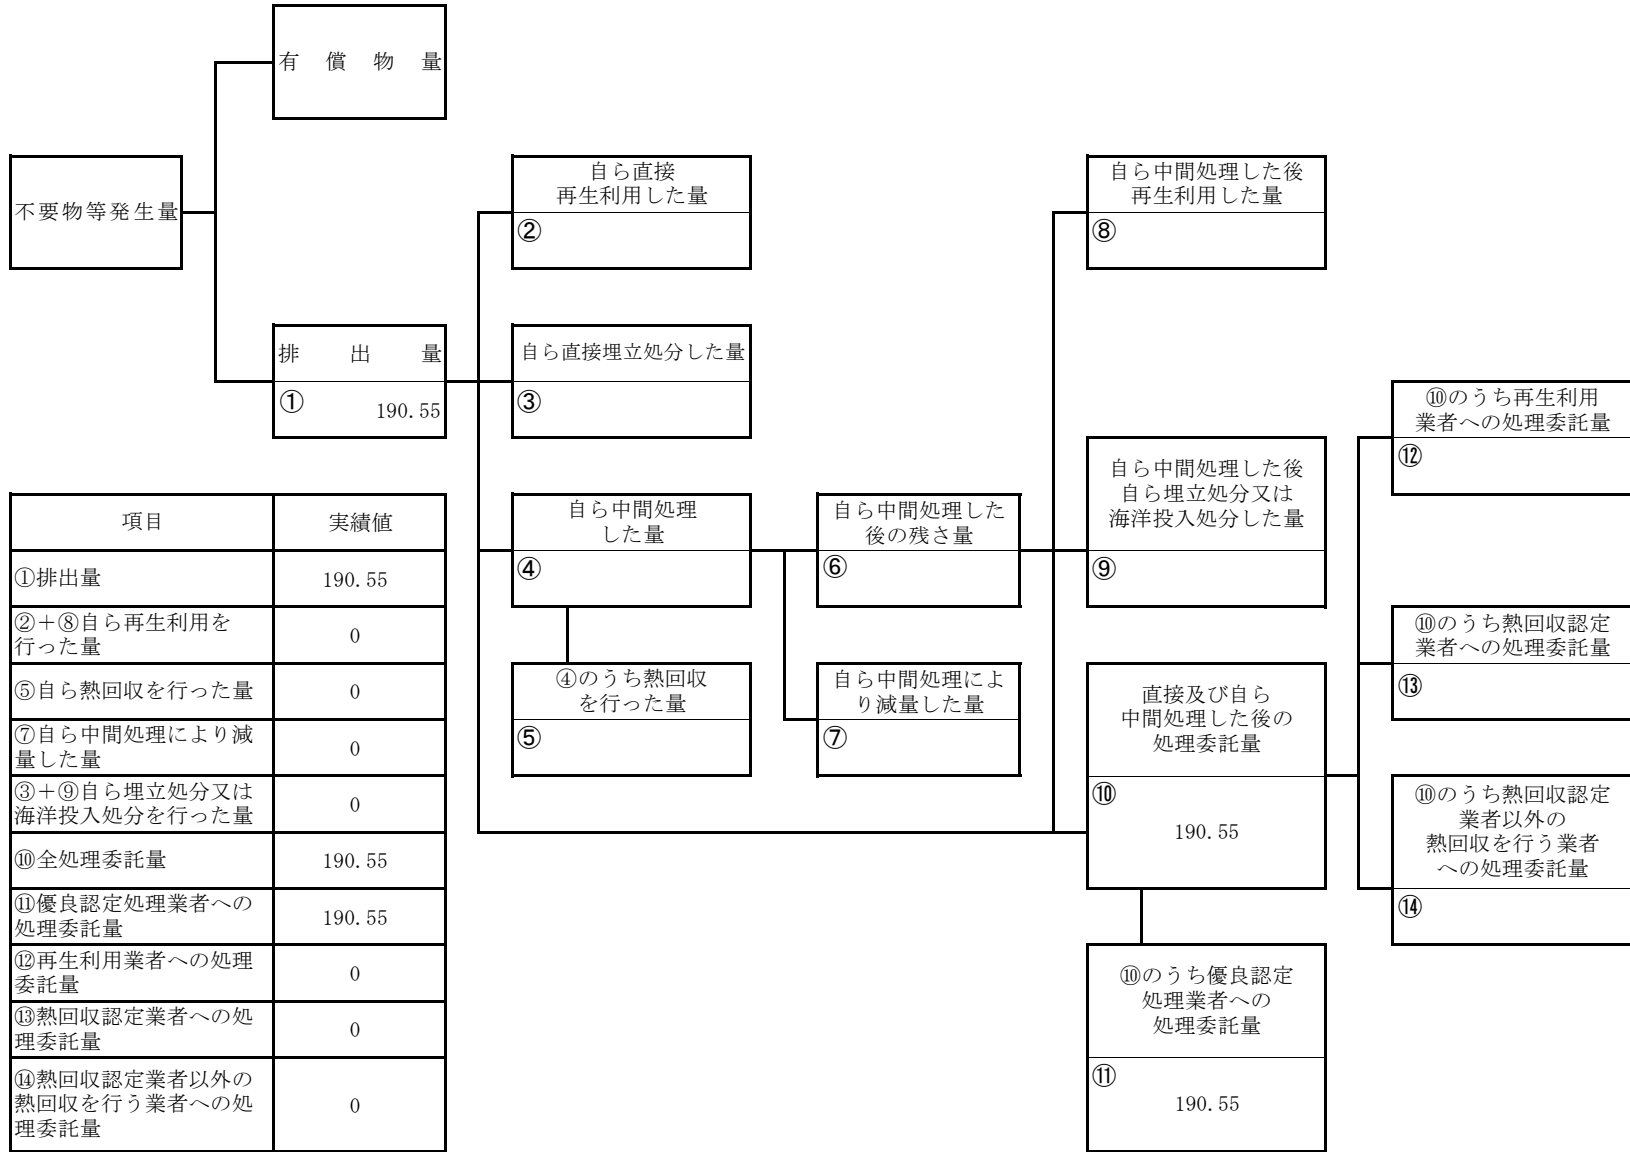 有償物量
不要物等発生量
排出量
①
190.55
自ら直接
再生利用した量
②
自ら直接埋立処分した量
③
自ら中間処理
した量
④
④のうち熱回収
を行った量
⑤
自ら中間処理した
後の残さ量
⑥
自ら中間処理によ
り減量した量
⑦
自ら中間処理した後
再生利用した量
⑧
自ら中間処理した後
自ら埋立処分又は
海洋投入処分した量
⑨
直接及び自ら
中間処理した後の
処理委託量
⑩
190.55
⑩のうち優良認定
処理業者への
処理委託量
⑪
190.55
⑩のうち再生利用
業者への処理委託量
⑫
⑩のうち熱回収認定
業者への処理委託量
⑬
⑩のうち熱回収認定
業者以外の
熱回収を行う業者
への処理委託量
⑭
項目 実績値
①排出量 190.55
②＋⑧自ら再生利用を
行った量 0
⑤自ら熱回収を行った量 0
⑦自ら中間処理により減
量した量 0
③＋⑨自ら埋立処分又は
海洋投入処分を行った量 0
⑩全処理委託量 190.55
⑪優良認定処理業者への
処理委託量 190.55
⑫再生利用業者への処理
委託量 0
⑬熱回収認定業者への処
理委託量 0
⑭熱回収認定業者以外の
熱回収を行う業者への処
理委託量 0